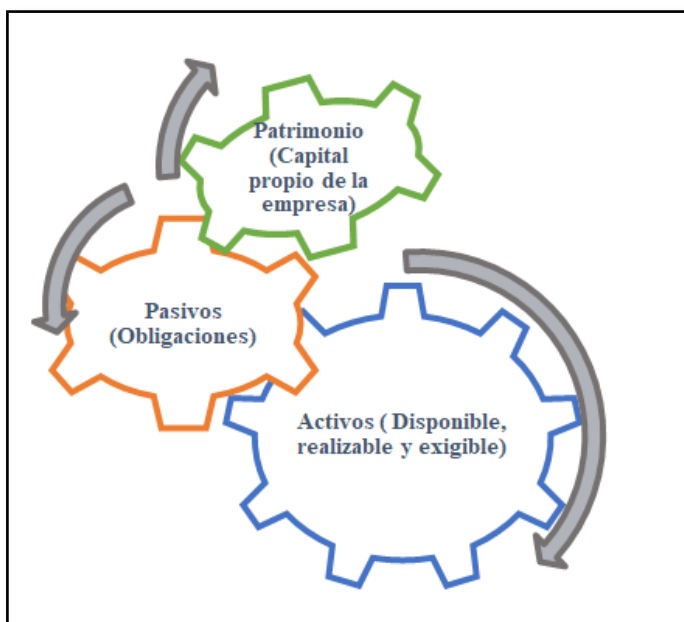 Patrimonio
(Capital
propio de la
empresa)
Pasivos
(Obligaciones)
Activos ( Disponible,
realizable y exigible)